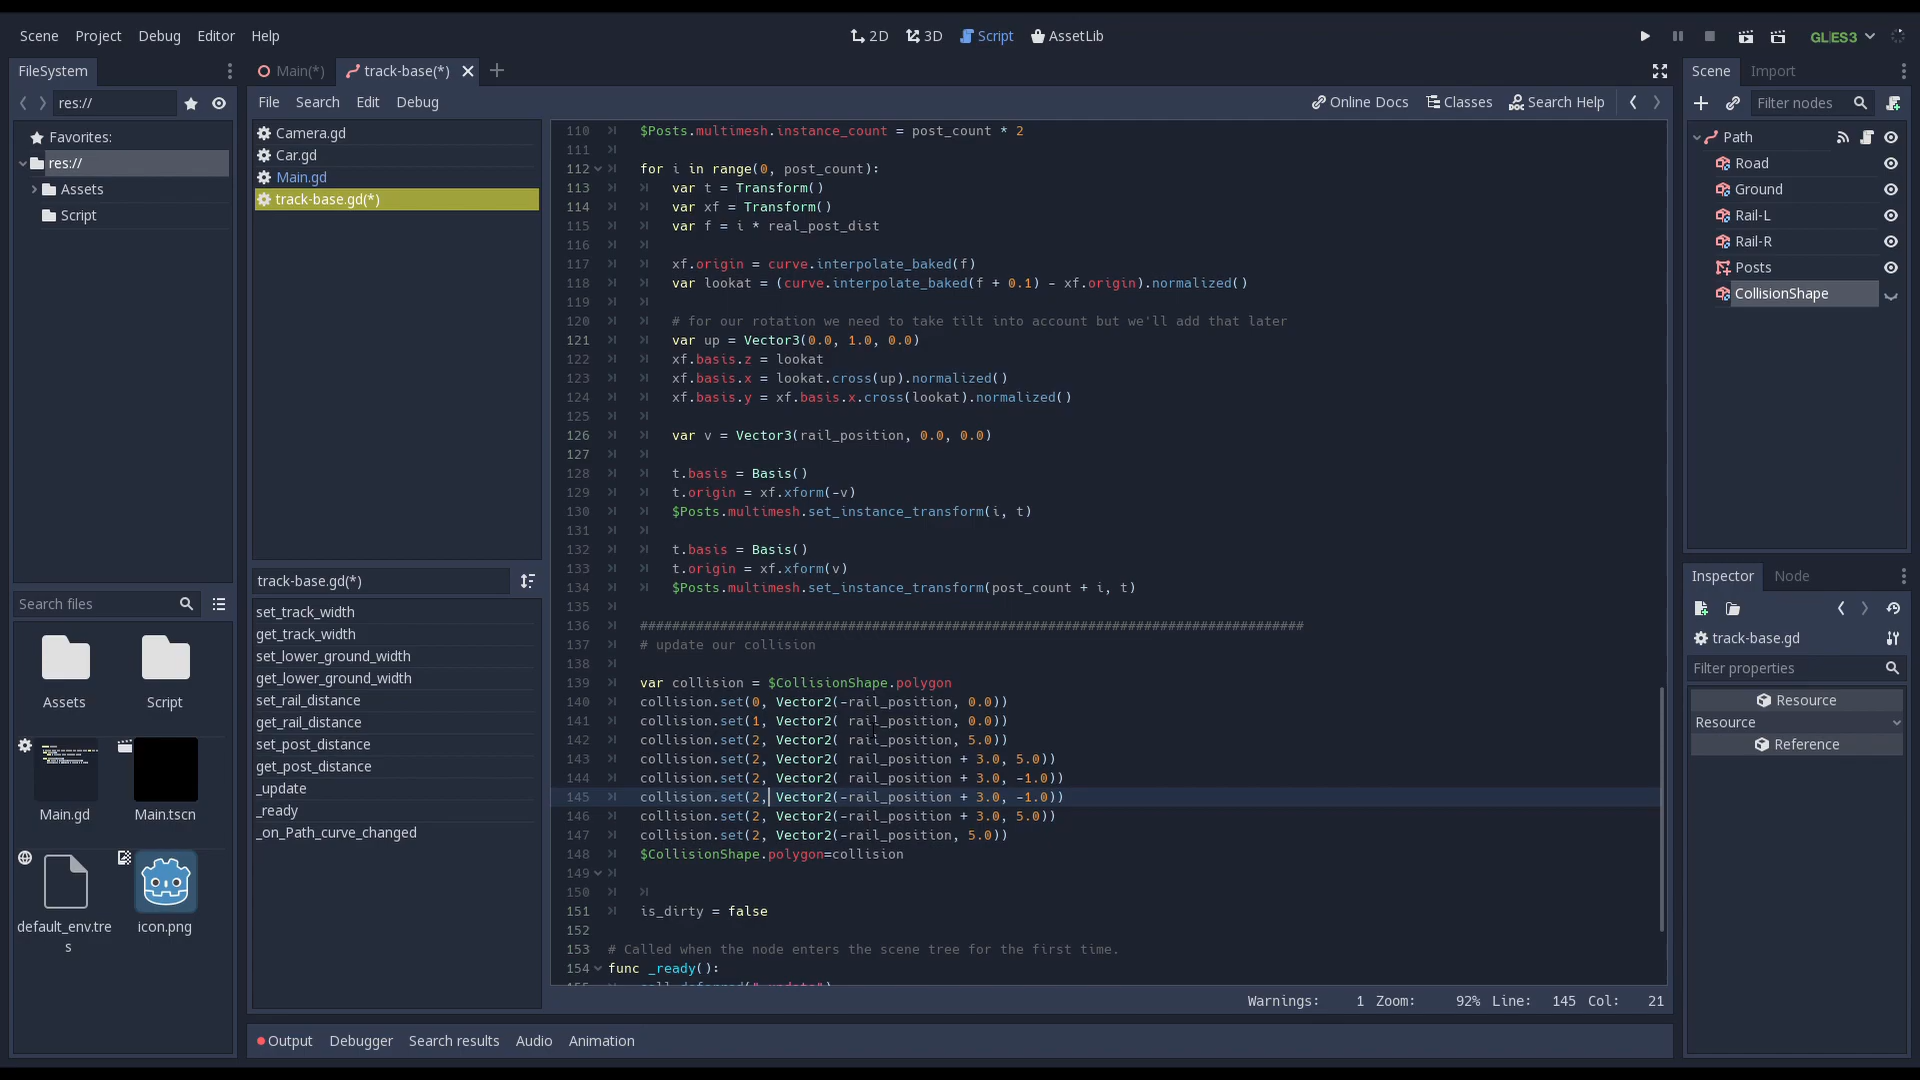 Scene Project Debug Editor Help
2D 3D Script AssetLib
GLES3
FileSystem
res://
Favorites:
res://
Assets
Script
Search files
Assets
Script
Main.gd
Main.tscn
default_env.tre
s
icon.png
Main(*)
track-base(*)
File Search Edit Debug
Online Docs Classes Search Help
Camera.gd
Car.gd
Main.gd
track-base.gd(*)
track-base.gd(*)
set_track_width
get_track_width
set_lower_ground_width
get_lower_ground_width
set_rail_distance
get_rail_distance
set_post_distance
get_post_distance
_update
_ready
_on_Path_curve_changed
110 $Posts.multimesh.instance_count = post_count * 2
111
112 for i in range(0, post_count):
113 var t = Transform()
114 var xf = Transform()
115 var f = i * real_post_dist
116
117 xf.origin = curve.interpolate_baked(f)
118 var lookat = (curve.interpolate_baked(f + 0.1) - xf.origin).normalized()
119
120 # for our rotation we need to take tilt into account but we'll add that later
121 var up = Vector3(0.0, 1.0, 0.0)
122 xf.basis.z = lookat
123 xf.basis.x = lookat.cross(up).normalized()
124 xf.basis.y = xf.basis.x.cross(lookat).normalized()
125
126 var v = Vector3(rail_position, 0.0, 0.0)
127
128 t.basis = Basis()
129 t.origin = xf.xform(-v)
130 $Posts.multimesh.set_instance_transform(i, t)
131
132 t.basis = Basis()
133 t.origin = xf.xform(v)
134 $Posts.multimesh.set_instance_transform(post_count + i, t)
135
136 ###################################################################################
137 # update our collision
138
139 var collision = $CollisionShape.polygon
140 collision.set(0, Vector2(-rail_position, 0.0))
141 collision.set(1, Vector2( rail_position, 0.0))
142 collision.set(2, Vector2( rail_position, 5.0))
143 collision.set(2, Vector2( rail_position + 3.0, 5.0))
144 collision.set(2, Vector2( rail_position + 3.0, -1.0))
145 collision.set(2, Vector2(-rail_position + 3.0, -1.0))
146 collision.set(2, Vector2(-rail_position + 3.0, 5.0))
147 collision.set(2, Vector2(-rail_position, 5.0))
148 $CollisionShape.polygon=collision
149
150
151 is_dirty = false
152
153 # Called when the node enters the scene tree for the first time.
154 func _ready():
Warnings: 1 Zoom: 92% Line: 145 Col: 21
Output Debugger Search results Audio Animation
Scene Import
Filter nodes
Path
Road
Ground
Rail-L
Rail-R
Posts
CollisionShape
Inspector Node
track-base.gd
Filter properties
Resource
Resource
Reference